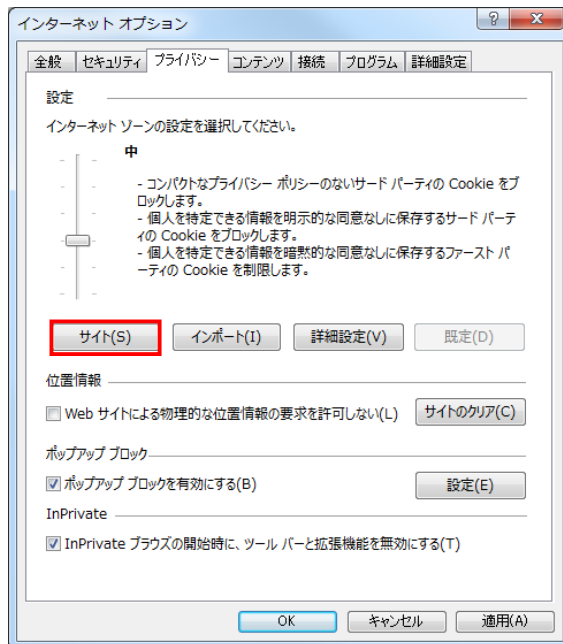 インターネット オプション
全般 セキュリティ プライバシー コンテンツ 接続 プログラム 詳細設定
設定
インターネット ゾーンの設定を選択してください。
中
- コンパクトなプライバシー ポリシーのないサード パーティの Cookie をブ
ロックします。
- 個人を特定できる情報を明示的な同意なしに保存するサード パーテ
ィの Cookie をブロックします。
- 個人を特定できる情報を暗黙的な同意なしに保存するファースト パ
ーティの Cookie を制限します。
サイト(S) インポート(I) 詳細設定(V) 既定(D)
位置情報
Web サイトによる物理的な位置情報の要求を許可しない(L) サイトのクリア(C)
ポップアップ ブロック
ポップアップ ブロックを有効にする(B) 設定(E)
InPrivate
InPrivate ブラウズの開始時に、ツール バーと拡張機能を無効にする(T)
OK キャンセル 適用(A)